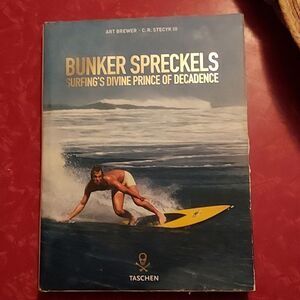 ART BREWER · C.R. STECYK III
BUNKER SPRECKELS
SURFING'S DIVINE PRINCE OF DECADENCE
TASCHEN